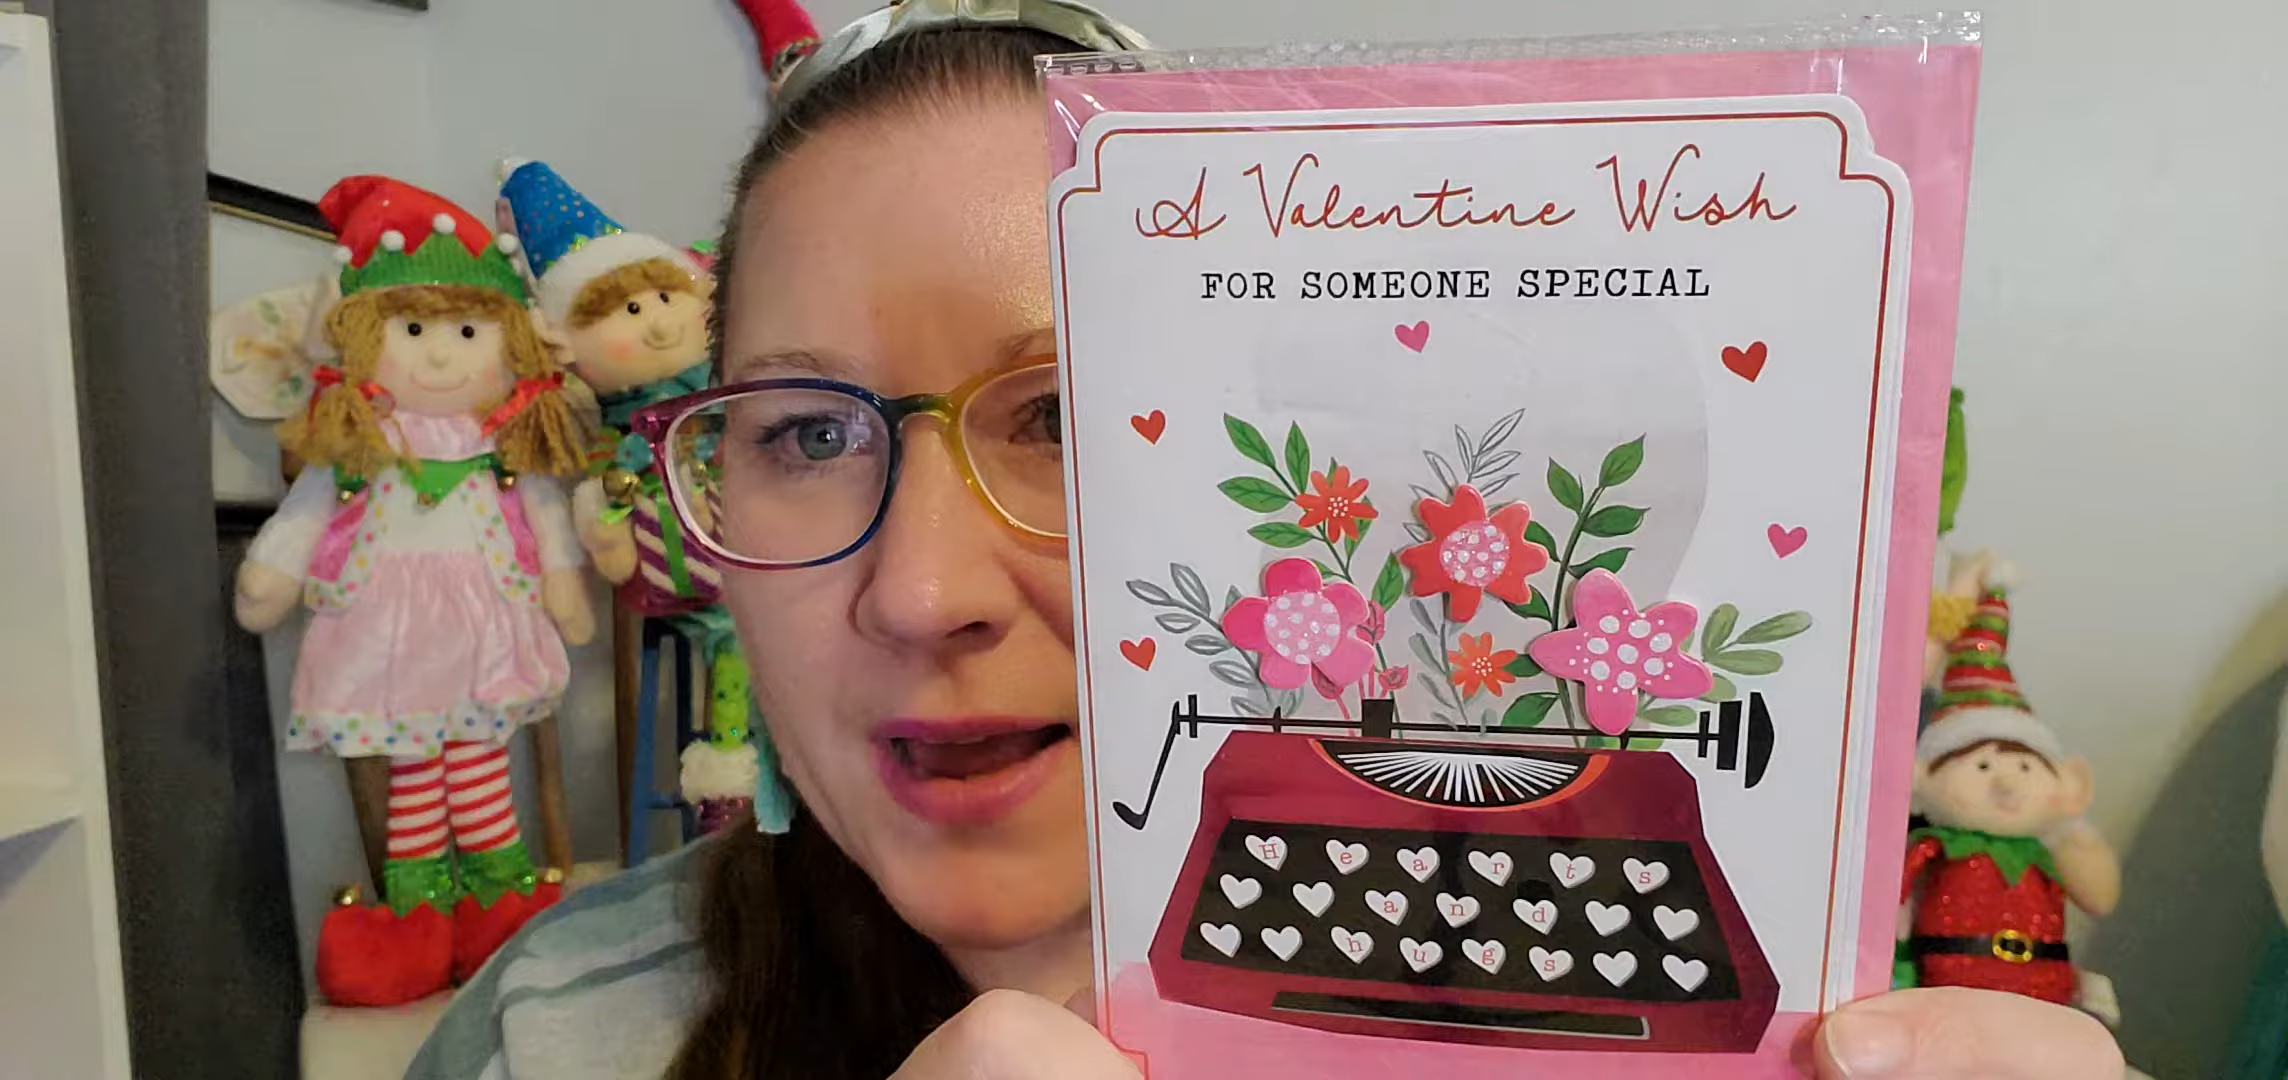 A Valentine Wish
FOR SOMEONE SPECIAL
Hearts
and
hugs